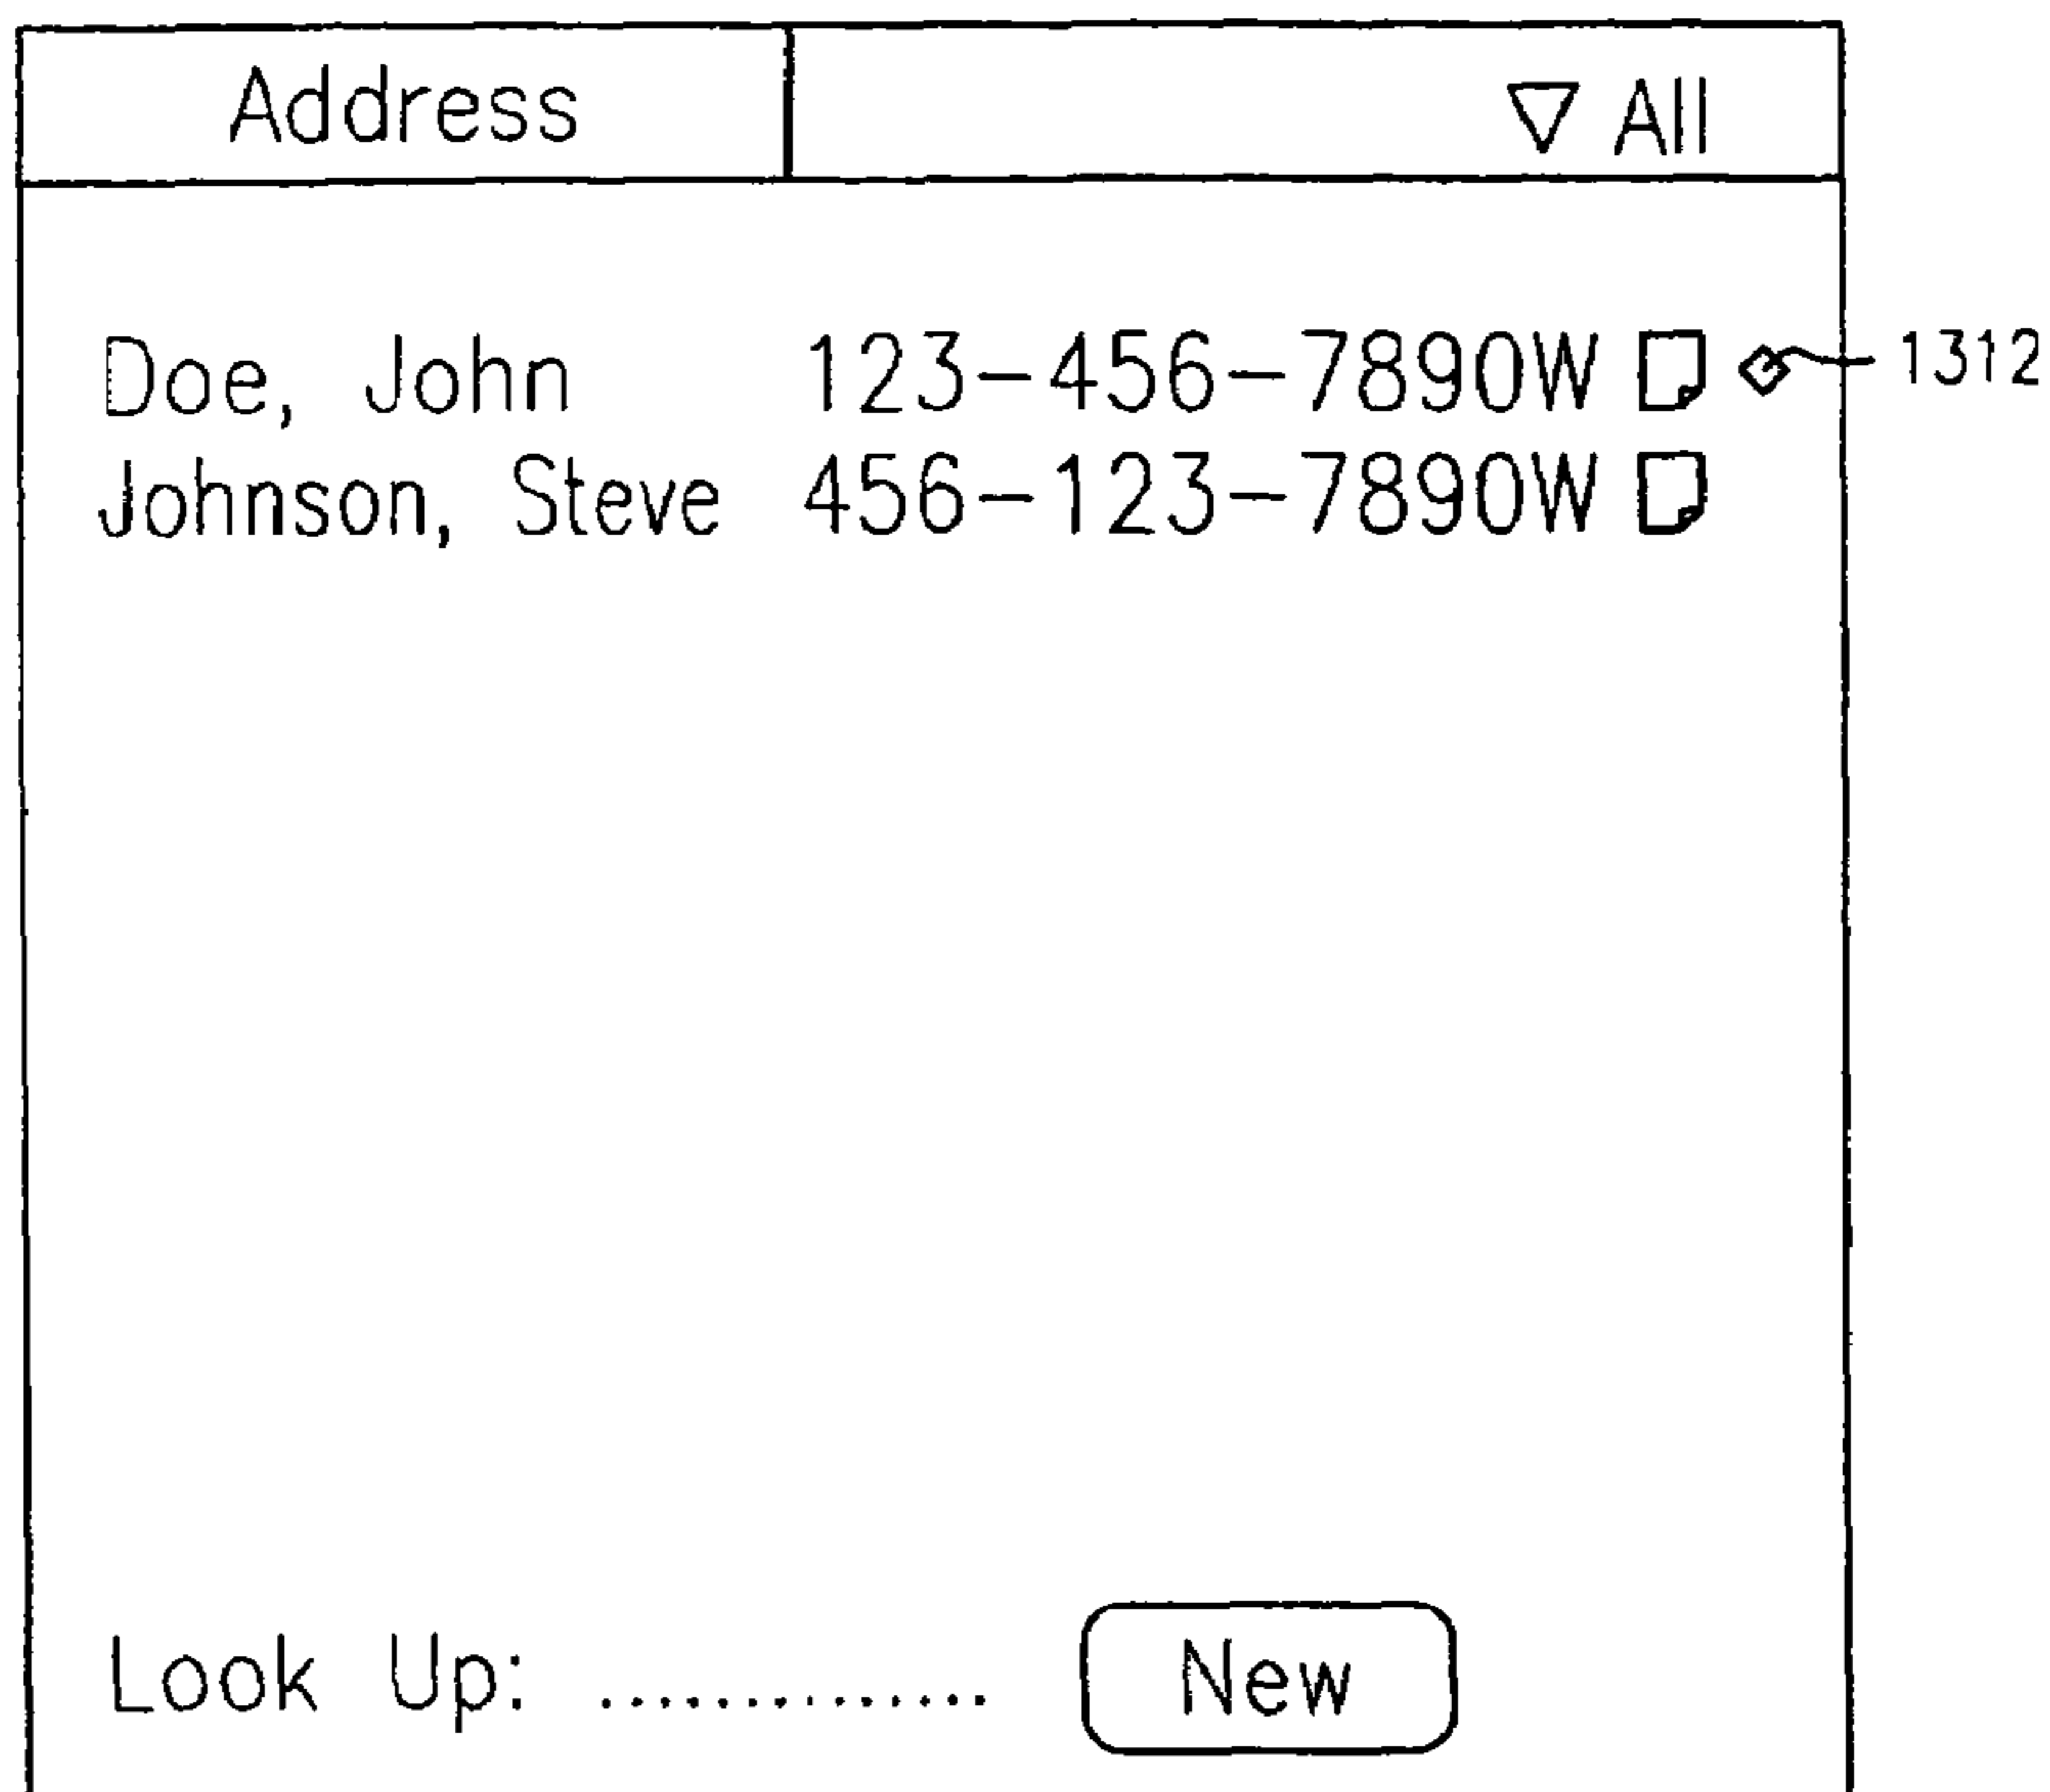 Address ▽ All
Doe, John 123-456-7890W 1312
Johnson, Steve 456-123-7890W
Look Up: .............. New